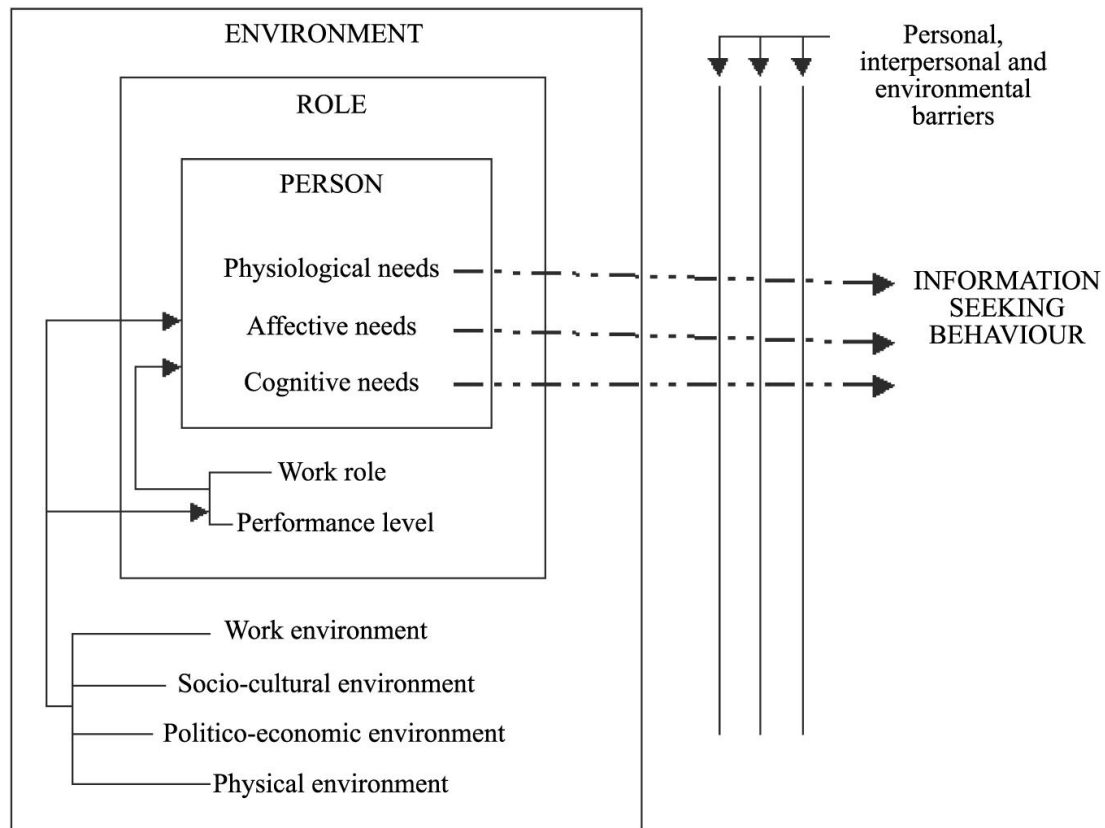 ENVIRONMENT
ROLE
PERSON
Physiological needs
Affective needs
Cognitive needs
Work role
Performance level
Work environment
Socio-cultural environment
Politico-economic environment
Physical environment
Personal,
interpersonal and
environmental
barriers
INFORMATION
SEEKING
BEHAVIOUR